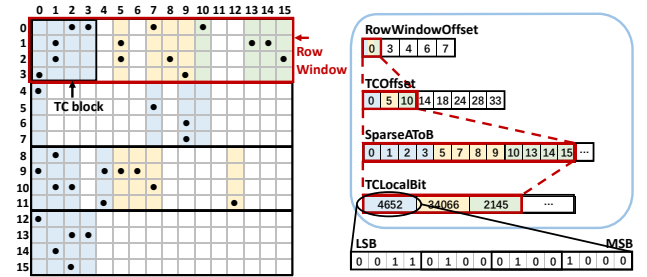 0 1 2 3 4 5 6 7 8 9 10 11 12 13 14 15
0
1
2
3
4
5
6
7
8
9
10
11
12
13
14
15
Row
Window
TC block
RowWindowOffset
0 3 4 6 7
TCOffset
0 5 10 14 18 24 28 33
SparseAToB
0 1 2 3 5 7 8 9 10 13 14 15 ...
TCLocalBit
4652 34066 2145 ...
LSB MSB
0 0 1 1 0 1 0 0 0 1 0 0 1 0 0 0